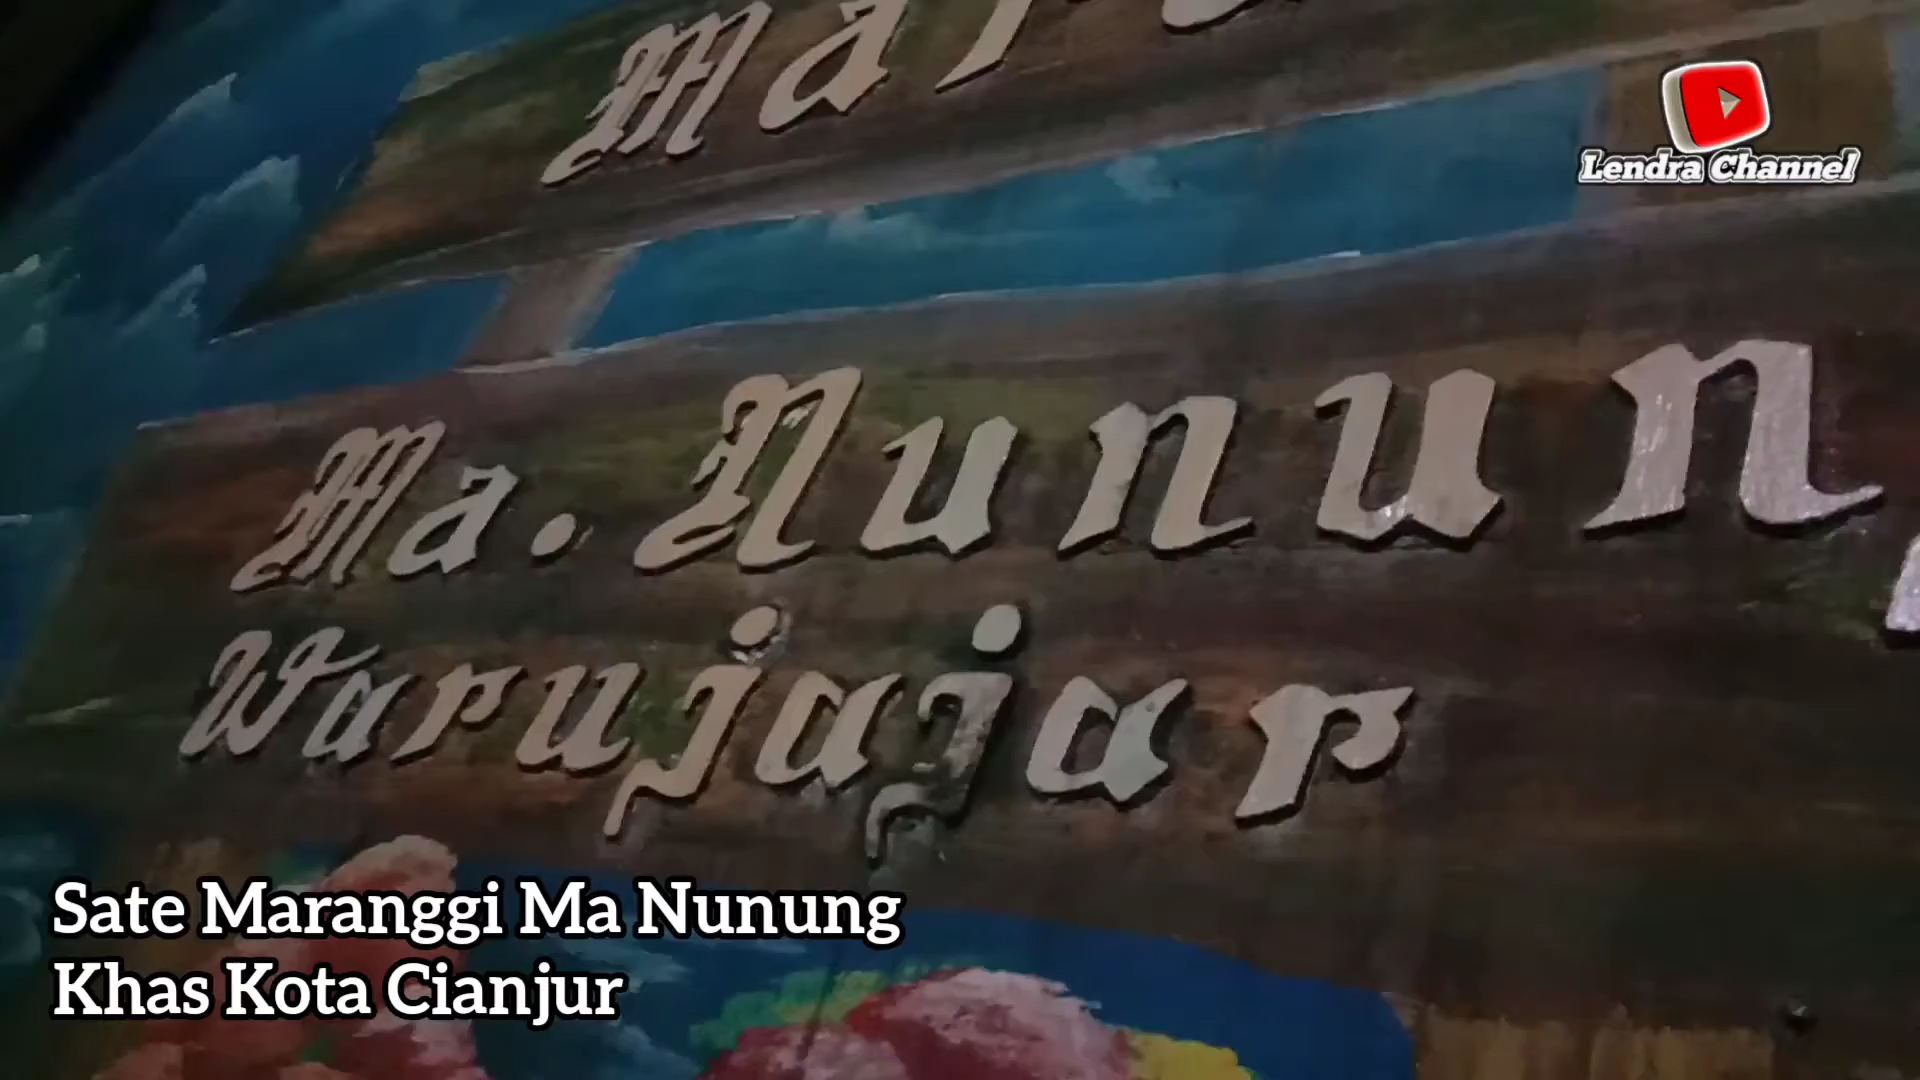 Lendra Channel
Ma. Nunun
Warujajar
Sate Maranggi Ma Nunung
Khas Kota Cianjur